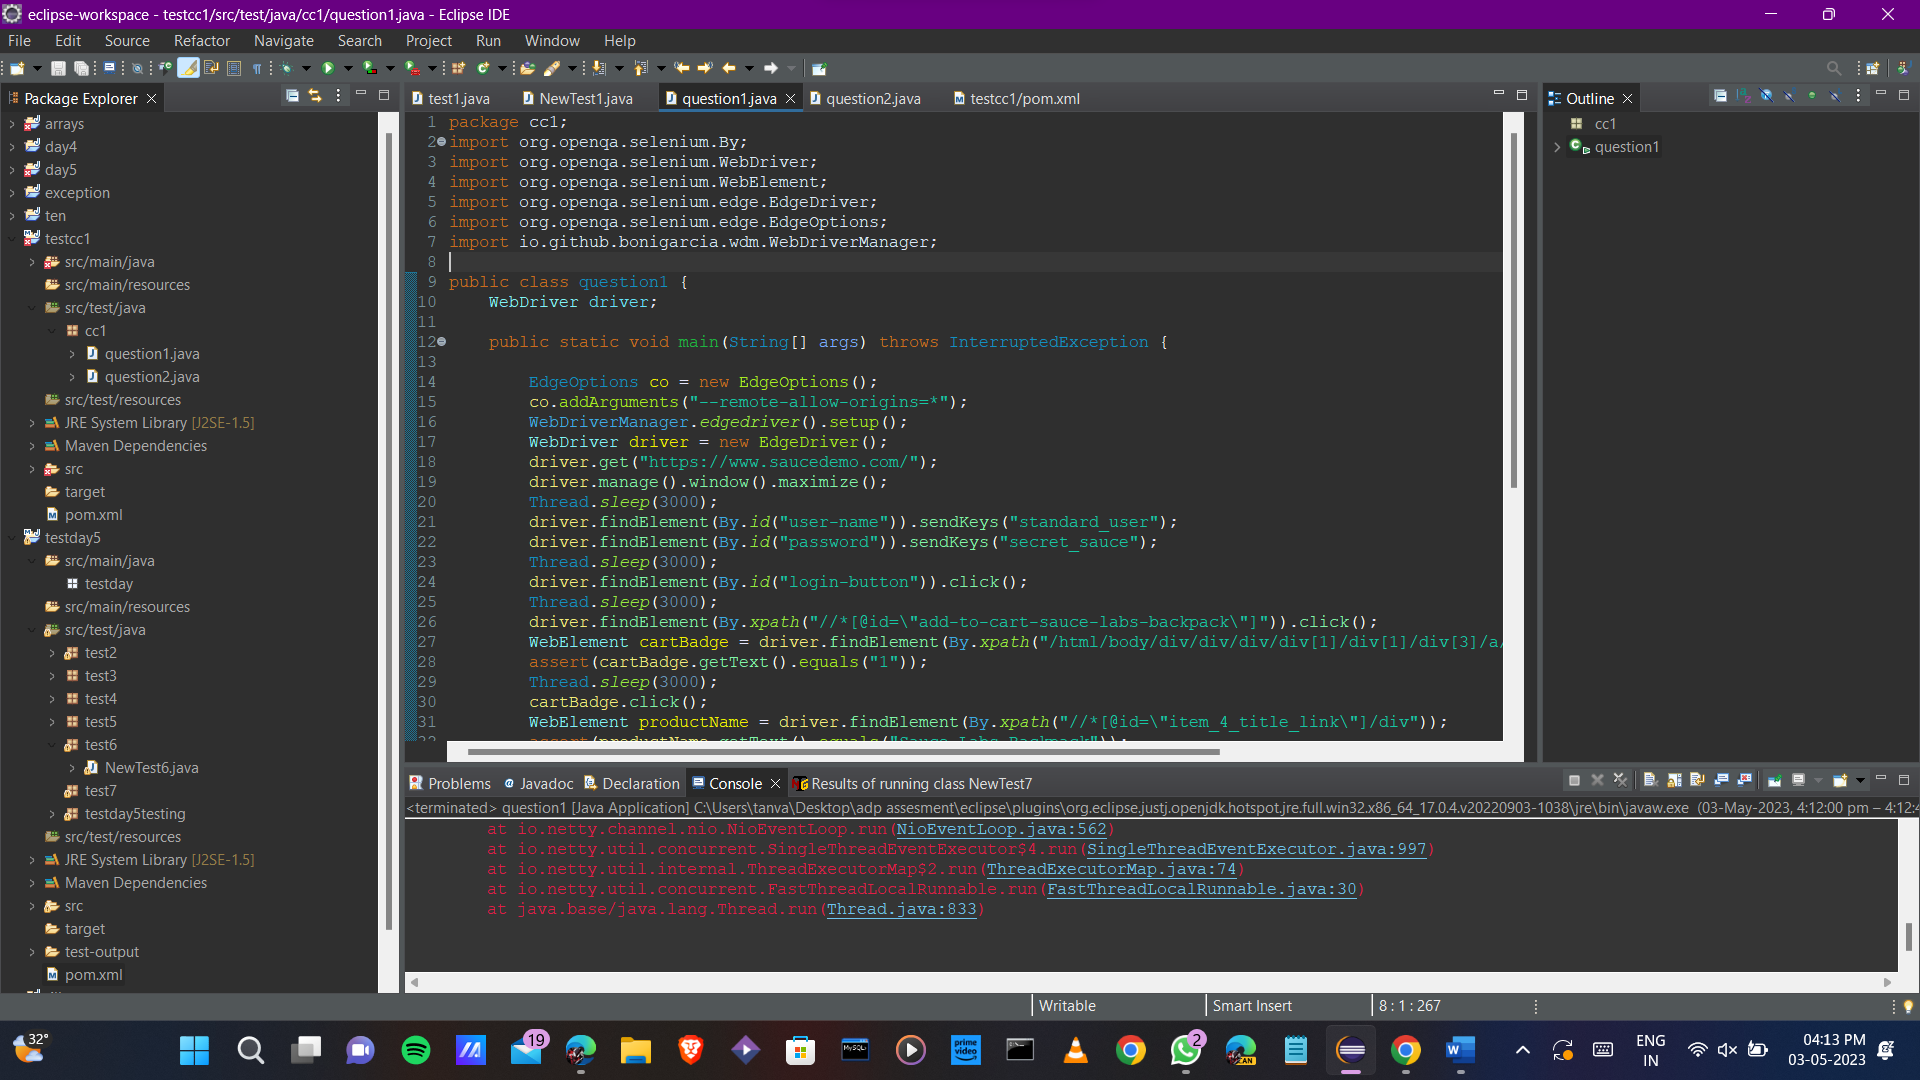 eclipse-workspace - testcc1/src/test/java/cc1/question1.java - Eclipse IDE
File Edit Source Refactor Navigate Search Project Run Window Help
Package Explorer
arrays
day4
day5
exception
ten
testcc1
src/main/java
src/main/resources
src/test/java
cc1
question1.java
question2.java
src/test/resources
JRE System Library [J2SE-1.5]
Maven Dependencies
src
target
pom.xml
testday5
src/main/java
testday
src/main/resources
src/test/java
test2
test3
test4
test5
test6
NewTest6.java
test7
testday5testing
src/test/resources
JRE System Library [J2SE-1.5]
Maven Dependencies
src
target
test-output
pom.xml
test1.java NewTest1.java question1.java question2.java testcc1/pom.xml
1 package cc1;
2 import org.openqa.selenium.By;
3 import org.openqa.selenium.WebDriver;
4 import org.openqa.selenium.WebElement;
5 import org.openqa.selenium.edge.EdgeDriver;
6 import org.openqa.selenium.edge.EdgeOptions;
7 import io.github.bonigarcia.wdm.WebDriverManager;
8
9 public class question1 {
10 WebDriver driver;
11
12 public static void main(String[] args) throws InterruptedException {
13
14 EdgeOptions co = new EdgeOptions();
15 co.addArguments("--remote-allow-origins=*");
16 WebDriverManager.edgedriver().setup();
17 WebDriver driver = new EdgeDriver();
18 driver.get("https://www.saucedemo.com/");
19 driver.manage().window().maximize();
20 Thread.sleep(3000);
21 driver.findElement(By.id("user-name")).sendKeys("standard_user");
22 driver.findElement(By.id("password")).sendKeys("secret_sauce");
23 Thread.sleep(3000);
24 driver.findElement(By.id("login-button")).click();
25 Thread.sleep(3000);
26 driver.findElement(By.xpath("//*[@id=\"add-to-cart-sauce-labs-backpack\"]")).click();
27 WebElement cartBadge = driver.findElement(By.xpath("/html/body/div/div/div/div[1]/div[1]/div[3]/a/
28 assert(cartBadge.getText().equals("1"));
29 Thread.sleep(3000);
30 cartBadge.click();
31 WebElement productName = driver.findElement(By.xpath("//*[@id=\"item_4_title_link\"]/div"));
32 assert(productName.getText().equals("Sauce Labs Backpack"));
Outline
cc1
question1
Problems Javadoc Declaration Console Results of running class NewTest7
<terminated> question1 [Java Application] C:\Users\tanva\Desktop\adp assesment\eclipse\plugins\org.eclipse.justj.openjdk.hotspot.jre.full.win32.x86_64_17.0.4.v20220903-1038\jre\bin\javaw.exe (03-May-2023, 4:12:00 pm – 4:12:4
at io.netty.channel.nio.NioEventLoop.run(NioEventLoop.java:562)
at io.netty.util.concurrent.SingleThreadEventExecutor$4.run(SingleThreadEventExecutor.java:997)
at io.netty.util.internal.ThreadExecutorMap$2.run(ThreadExecutorMap.java:74)
at io.netty.util.concurrent.FastThreadLocalRunnable.run(FastThreadLocalRunnable.java:30)
at java.base/java.lang.Thread.run(Thread.java:833)
Writable Smart Insert 8 : 1 : 267
32°
19
MySQL
prime video
2
CAN
W
ENG
IN
04:13 PM
03-05-2023